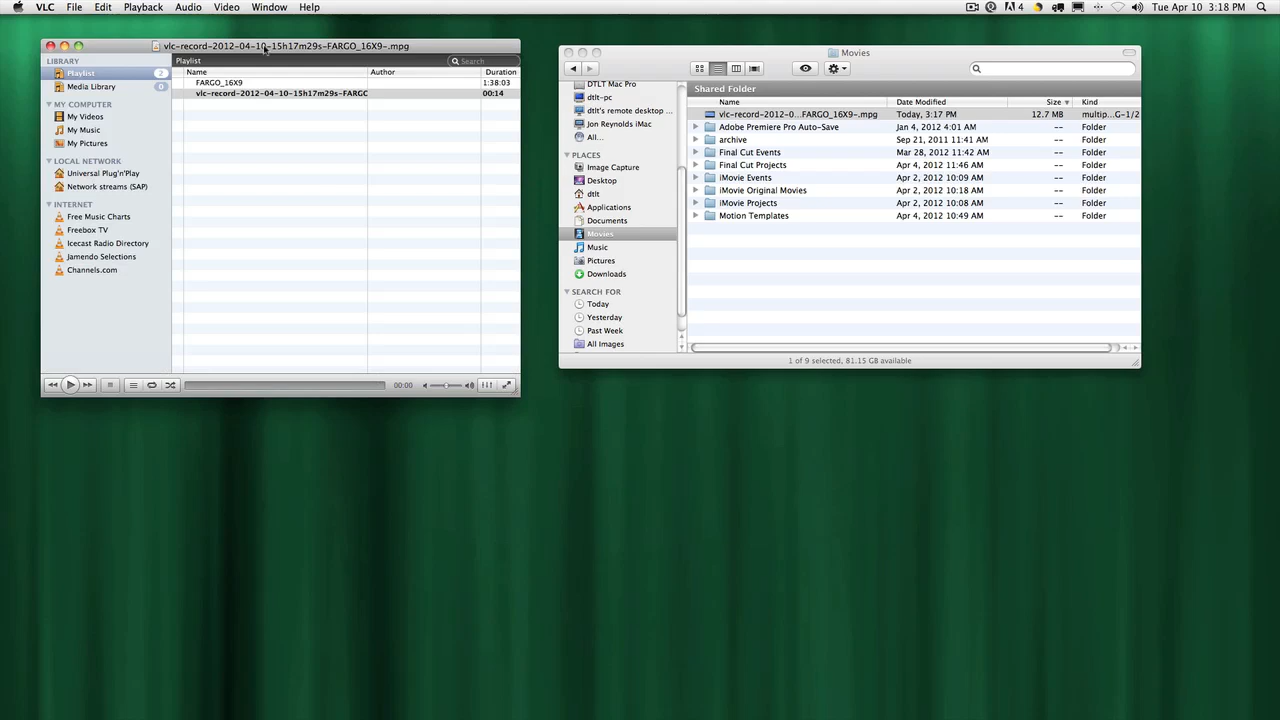 VLC File Edit Playback Audio Video Window Help
4 Tue Apr 10 3:18 PM
vlc-record-2012-04-10-15h17m29s-FARGO_16X9-.mpg
LIBRARY
Playlist 2
Media Library 0
MY COMPUTER
My Videos
My Music
My Pictures
LOCAL NETWORK
Universal Plug'n'Play
Network streams (SAP)
INTERNET
Free Music Charts
Freebox TV
Icecast Radio Directory
Jamendo Selections
Channels.com
Playlist Search
Name Author Duration
FARGO_16X9 1:38:03
vlc-record-2012-04-10-15h17m29s-FARGC 00:14
00:00
Movies
DTLT Mac Pro
dtlt-pc
dtlt's remote desktop ...
Jon Reynolds iMac
All...
PLACES
Image Capture
Desktop
dtlt
Applications
Documents
Movies
Music
Pictures
Downloads
SEARCH FOR
Today
Yesterday
Past Week
All Images
Shared Folder
Name Date Modified Size Kind
vlc-record-2012-0...FARGO_16X9-.mpg Today, 3:17 PM 12.7 MB multip...G-1/2
Adobe Premiere Pro Auto-Save Jan 4, 2012 4:01 AM -- Folder
archive Sep 21, 2011 11:41 AM -- Folder
Final Cut Events Mar 28, 2012 11:42 AM -- Folder
Final Cut Projects Apr 4, 2012 11:46 AM -- Folder
iMovie Events Apr 2, 2012 10:09 AM -- Folder
iMovie Original Movies Apr 2, 2012 10:18 AM -- Folder
iMovie Projects Apr 2, 2012 10:08 AM -- Folder
Motion Templates Apr 4, 2012 10:49 AM -- Folder
1 of 9 selected, 81.15 GB available